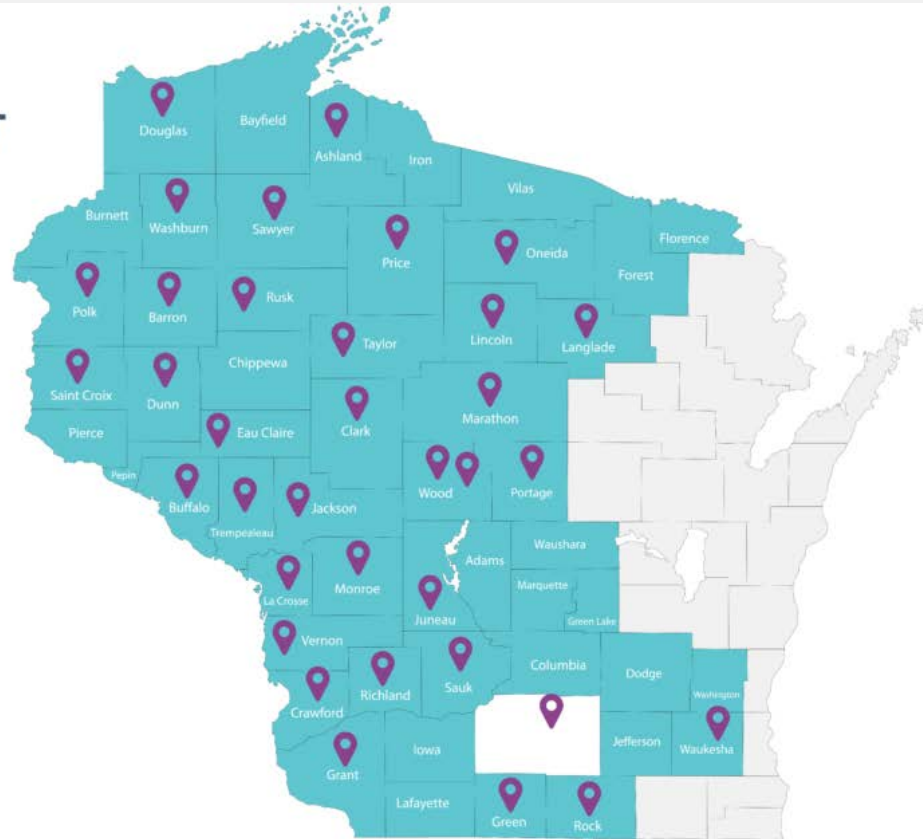 Douglas
Bayfield
Ashland
Iron
Vilas
Burnett
Washburn
Sawyer
Price
Oneida
Florence
Forest
Polk
Barron
Rusk
Taylor
Lincoln
Langlade
Chippewa
Saint Croix
Dunn
Clark
Marathon
Pierce
Eau Claire
Pepin
Buffalo
Trempealeau
Jackson
Wood
Portage
Adams
Waushara
Monroe
La Crosse
Juneau
Marquette
Green Lake
Vernon
Columbia
Dodge
Washington
Richland
Sauk
Crawford
Iowa
Jefferson
Waukesha
Grant
Lafayette
Green
Rock